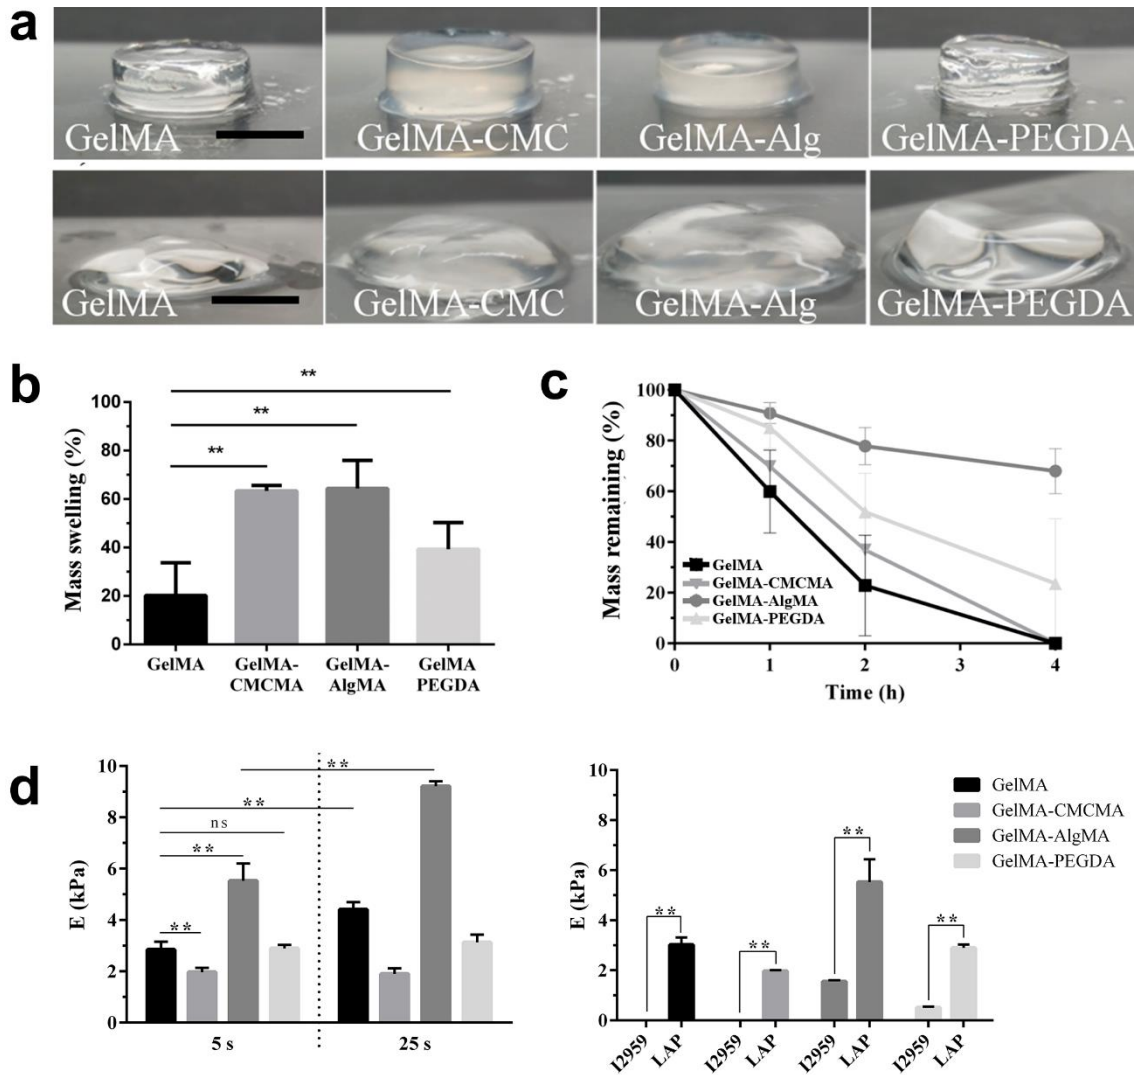 a
GelMA
GelMA-CMC
GelMA-Alg
GelMA-PEGDA
GelMA
GelMA-CMC
GelMA-Alg
GelMA-PEGDA
b
**
**
**
Mass swelling (%)
100
80
60
40
20
0
GelMA
GelMA-
CMCMA
GelMA-
AlgMA
GelMA
PEGDA
c
Mass remaining (%)
100
80
60
40
20
0
GelMA
GelMA-CMCMA
GelMA-AlgMA
GelMA-PEGDA
0 1 2 3 4
Time (h)
d
E (kPa)
10
8
6
4
2
0
**
**
ns
**
**
5 s
25 s
E (kPa)
10
8
6
4
2
0
**
**
**
**
I2959
LAP
I2959
LAP
I2959
LAP
I2959
LAP
GelMA
GelMA-CMCMA
GelMA-AlgMA
GelMA-PEGDA